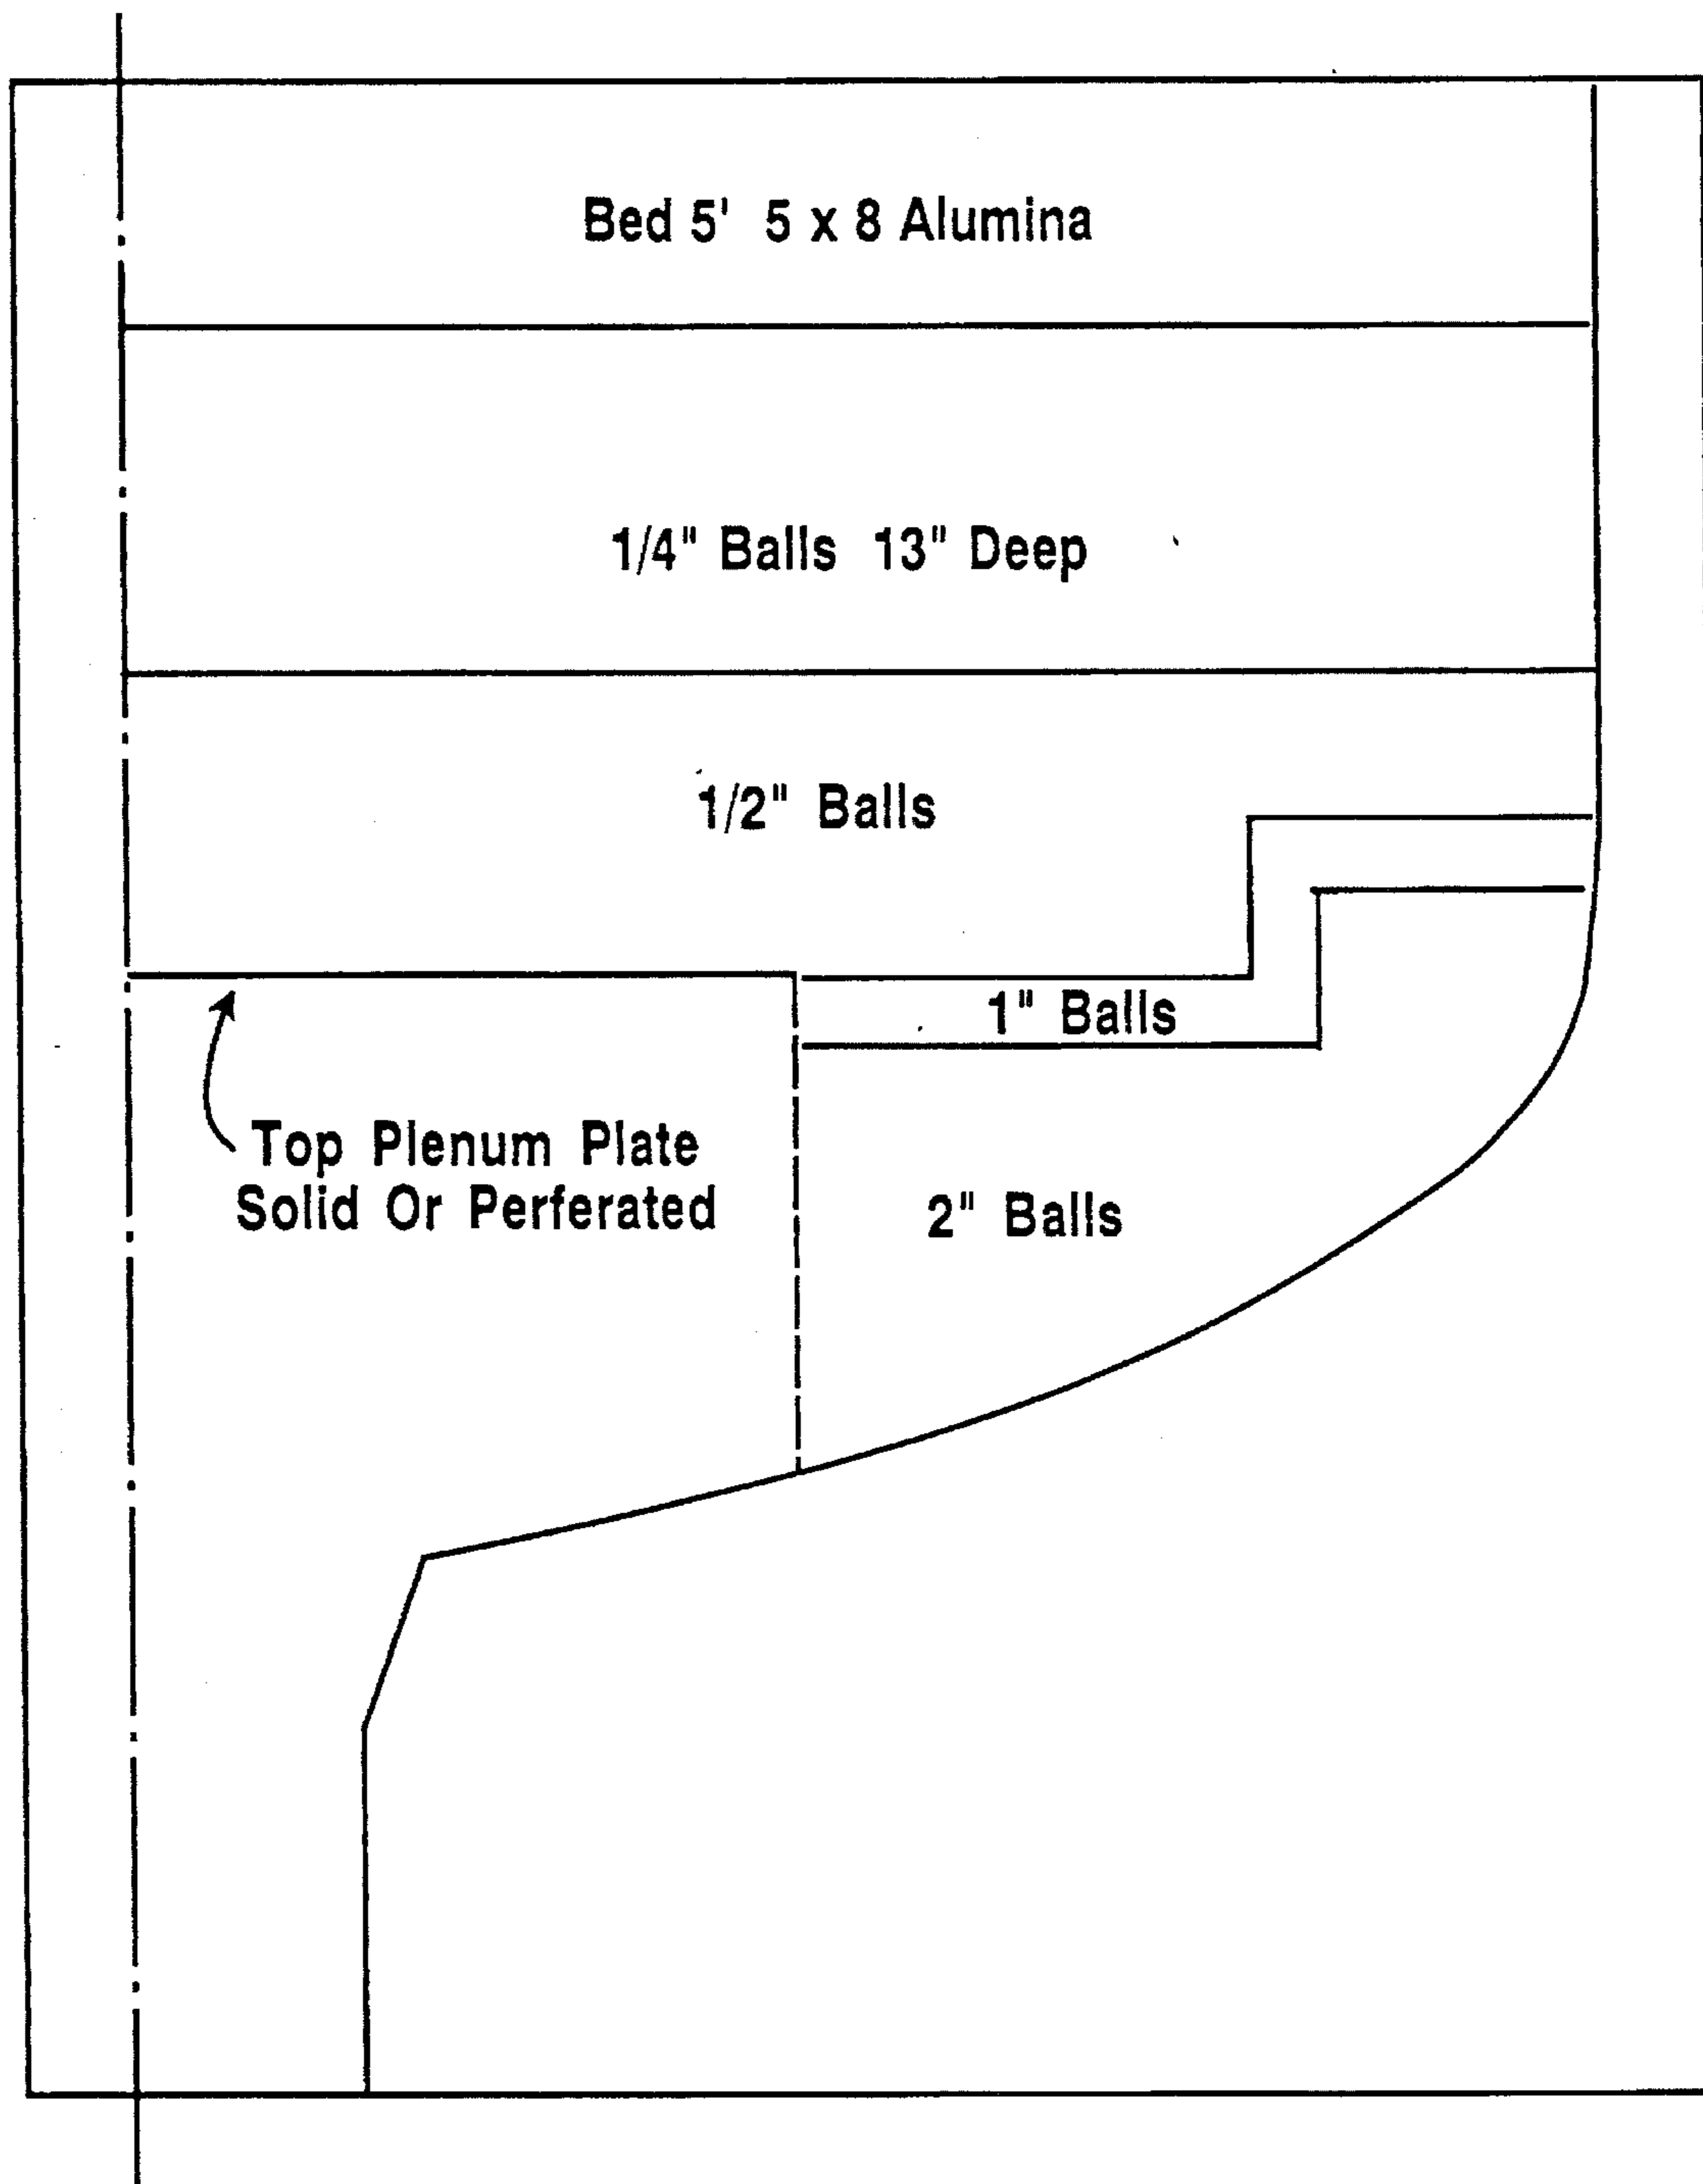 Bed 5' 5 x 8 Alumina
1/4" Balls 13" Deep
1/2" Balls
1" Balls
Top Plenum Plate
Solid Or Perferated
2" Balls